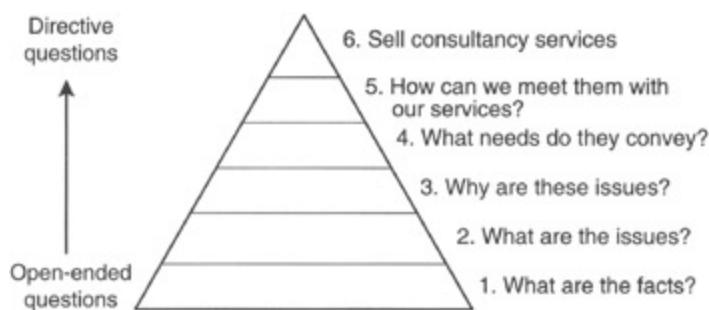 Directive
questions
6. Sell consultancy services
5. How can we meet them with
our services?
4. What needs do they convey?
3. Why are these issues?
2. What are the issues?
Open-ended
questions
1. What are the facts?